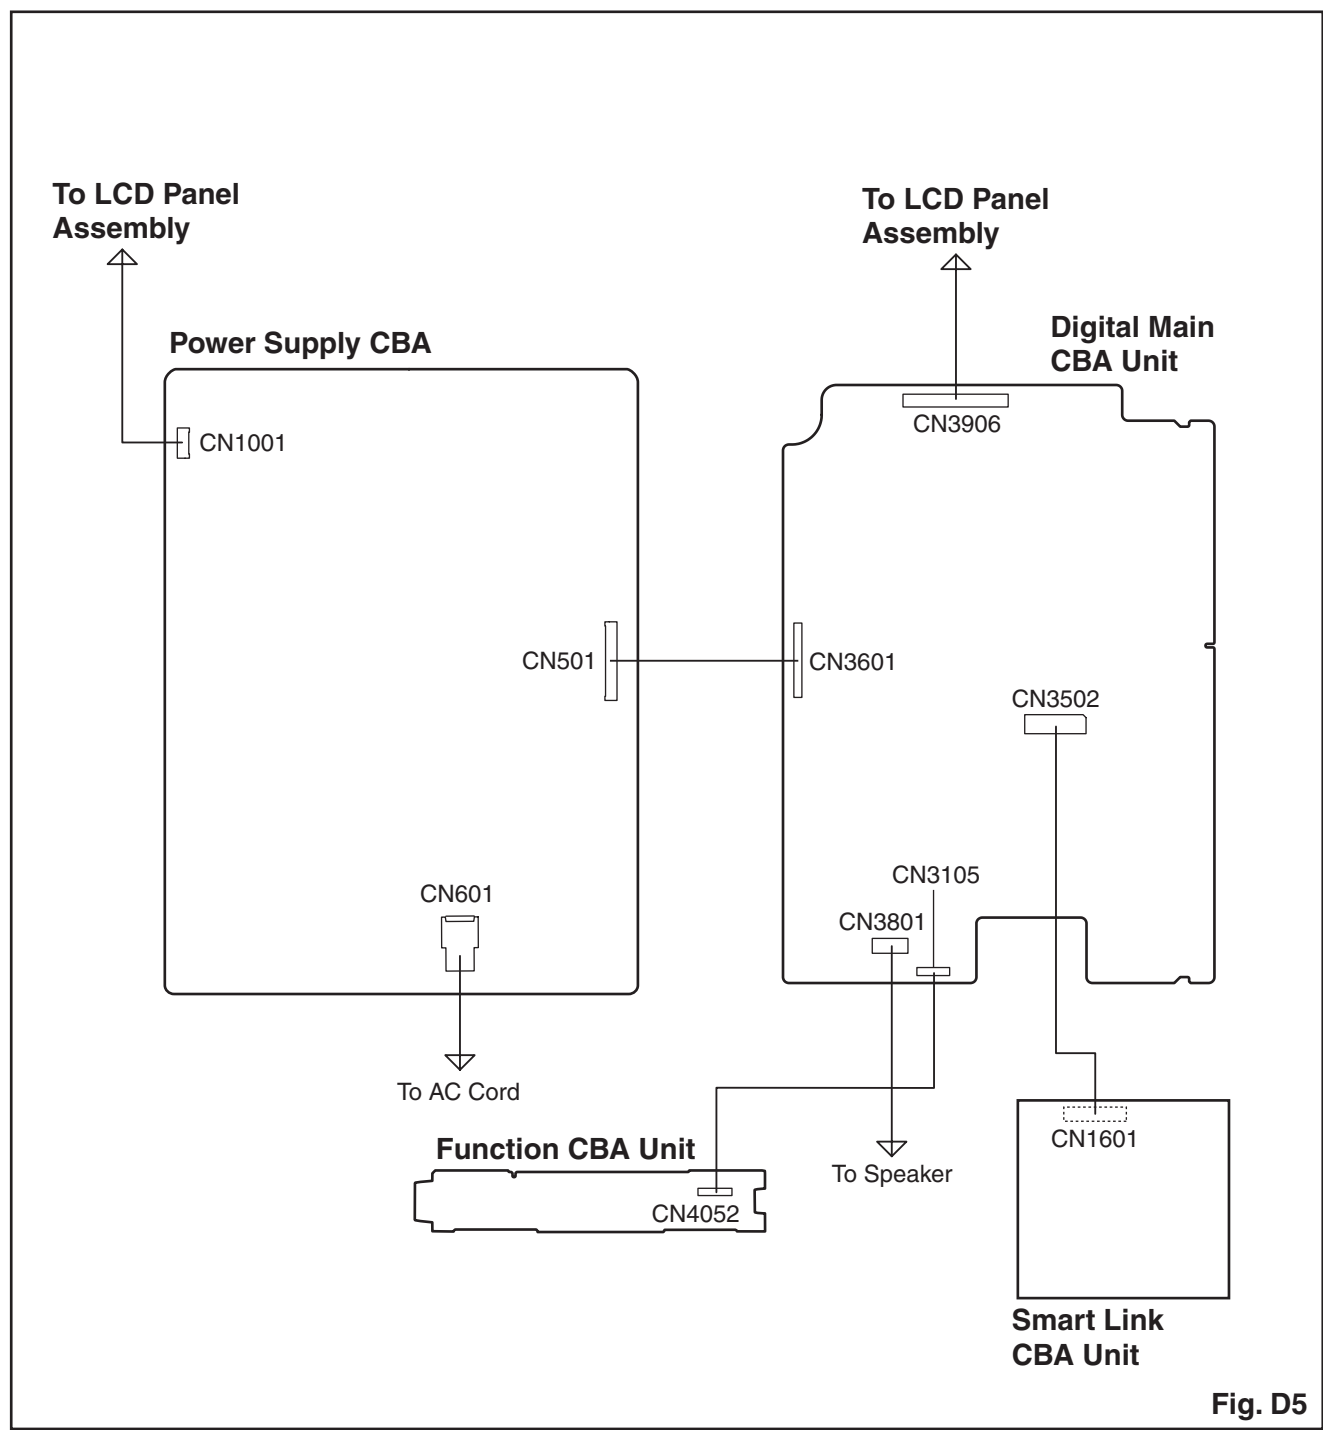 To LCD Panel
Assembly
To LCD Panel
Assembly
Power Supply CBA
Digital Main
CBA Unit
CN1001
CN3906
CN501
CN3601
CN3502
CN601
CN3105
CN3801
To AC Cord
Function CBA Unit
CN4052
To Speaker
CN1601
Smart Link
CBA Unit
Fig. D5